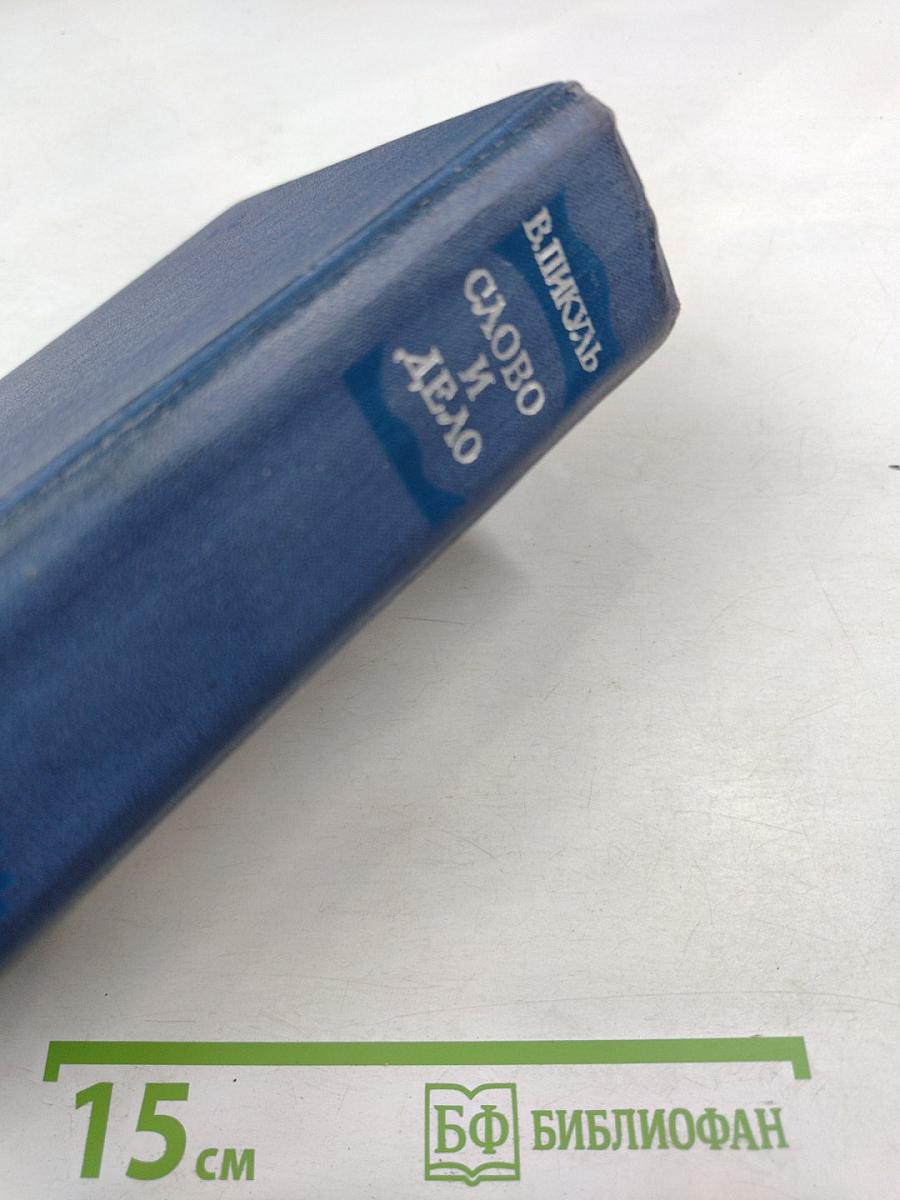 В. ПИКУЛЬ
СЛОВО
И
ДЕЛО
15 см
БФ БИБЛИОФАН